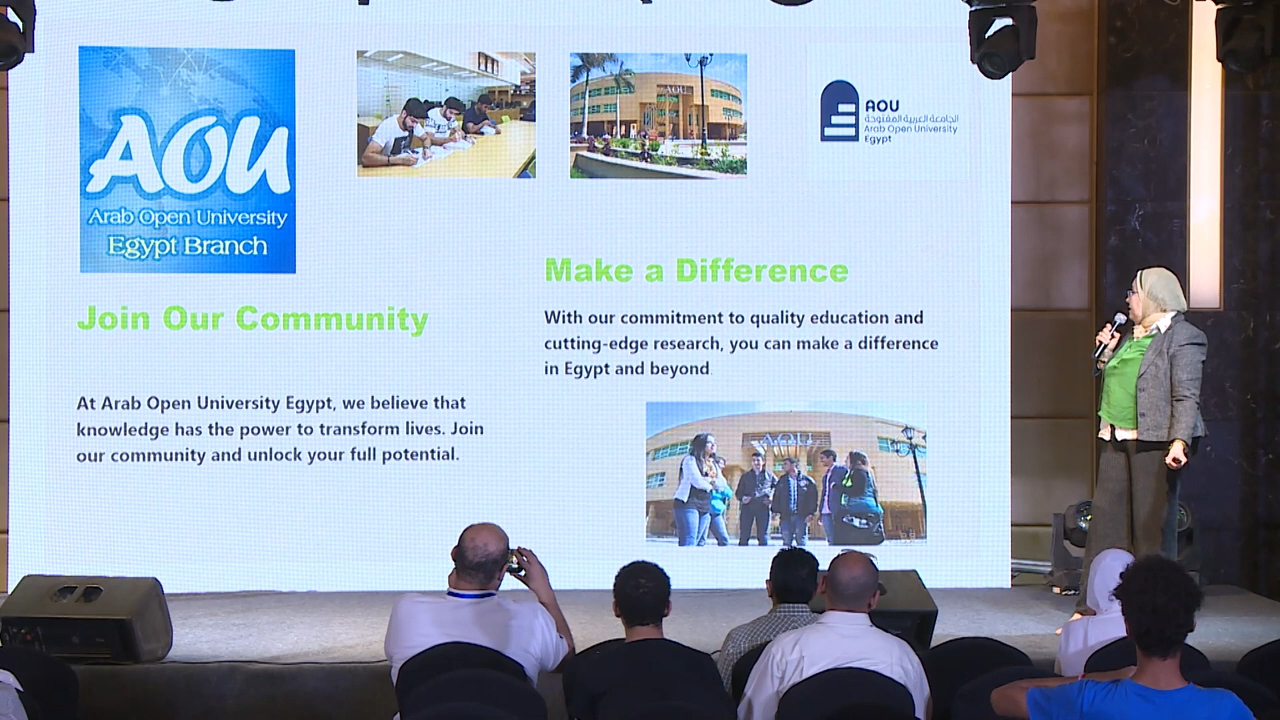 AOU
Arab Open University
Egypt Branch
AOU
AOU
الجامعة العربية المفتوحة
Arab Open University
Egypt
Join Our Community
At Arab Open University Egypt, we believe that
knowledge has the power to transform lives. Join
our community and unlock your full potential.
Make a Difference
With our commitment to quality education and
cutting-edge research, you can make a difference
in Egypt and beyond.
AOU